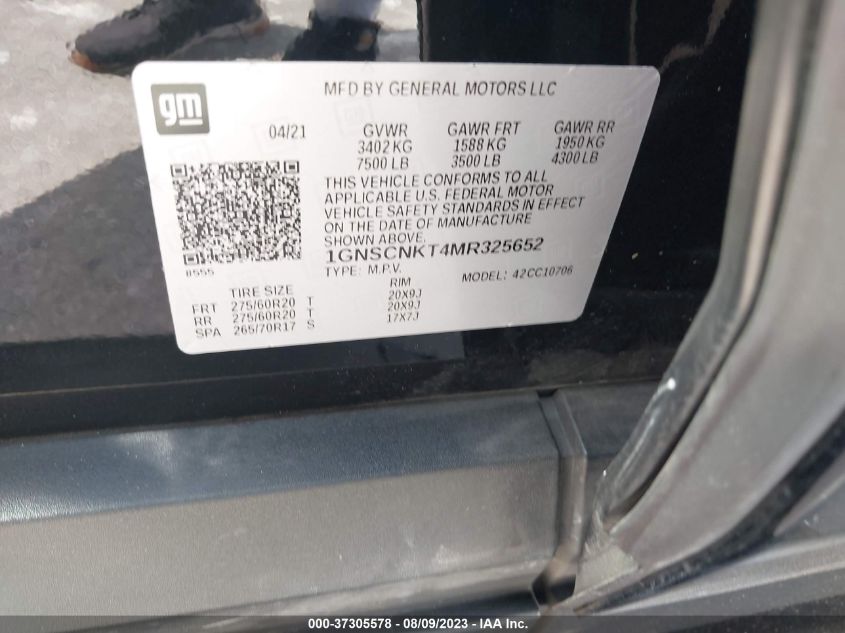 gm
MFD BY GENERAL MOTORS LLC
04/21 GVWR GAWR FRT GAWR RR
3402 KG 1588 KG 1950 KG
7500 LB 3500 LB 4300 LB
THIS VEHICLE CONFORMS TO ALL
APPLICABLE U.S. FEDERAL MOTOR
VEHICLE SAFETY STANDARDS IN EFFECT
ON THE DATE OF MANUFACTURE
SHOWN ABOVE.
8555
1GNSCNKT4MR325652
TYPE: M.P.V. MODEL: 42CC10706
TIRE SIZE RIM
FRT 275/60R20 T 20X9J
RR 275/60R20 T 20X9J
SPA 265/70R17 S 17X7J
000-37305578 - 08/09/2023 - IAA Inc.